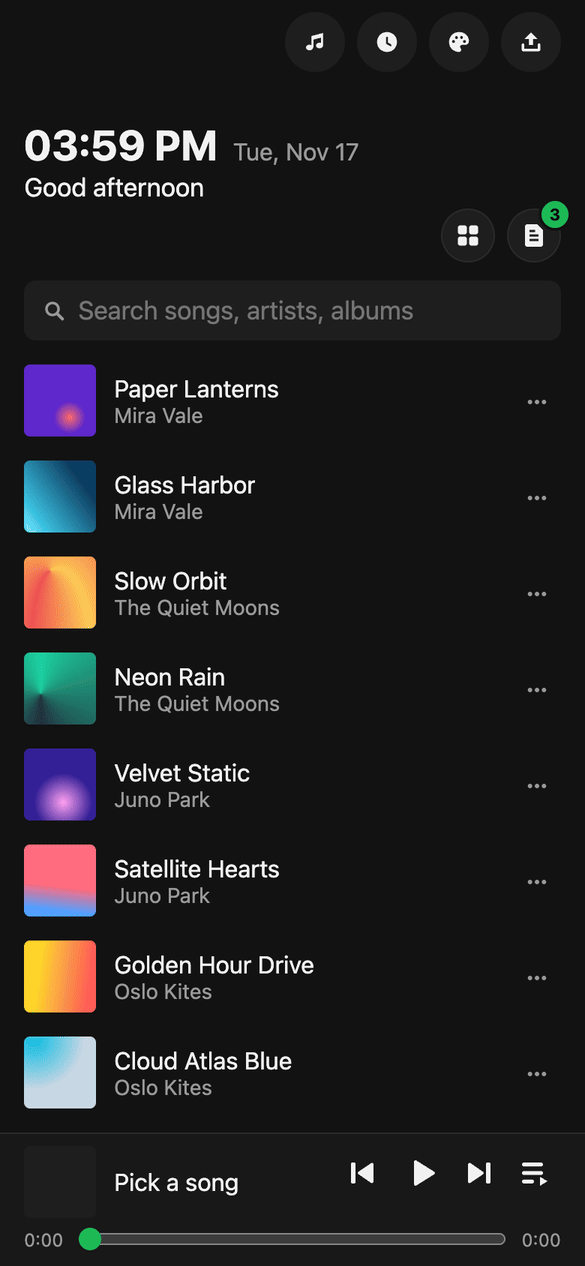 03:59 PM Tue, Nov 17
Good afternoon
3
Search songs, artists, albums
Paper Lanterns
Mira Vale
Glass Harbor
Mira Vale
Slow Orbit
The Quiet Moons
Neon Rain
The Quiet Moons
Velvet Static
Juno Park
Satellite Hearts
Juno Park
Golden Hour Drive
Oslo Kites
Cloud Atlas Blue
Oslo Kites
Pick a song
0:00 0:00